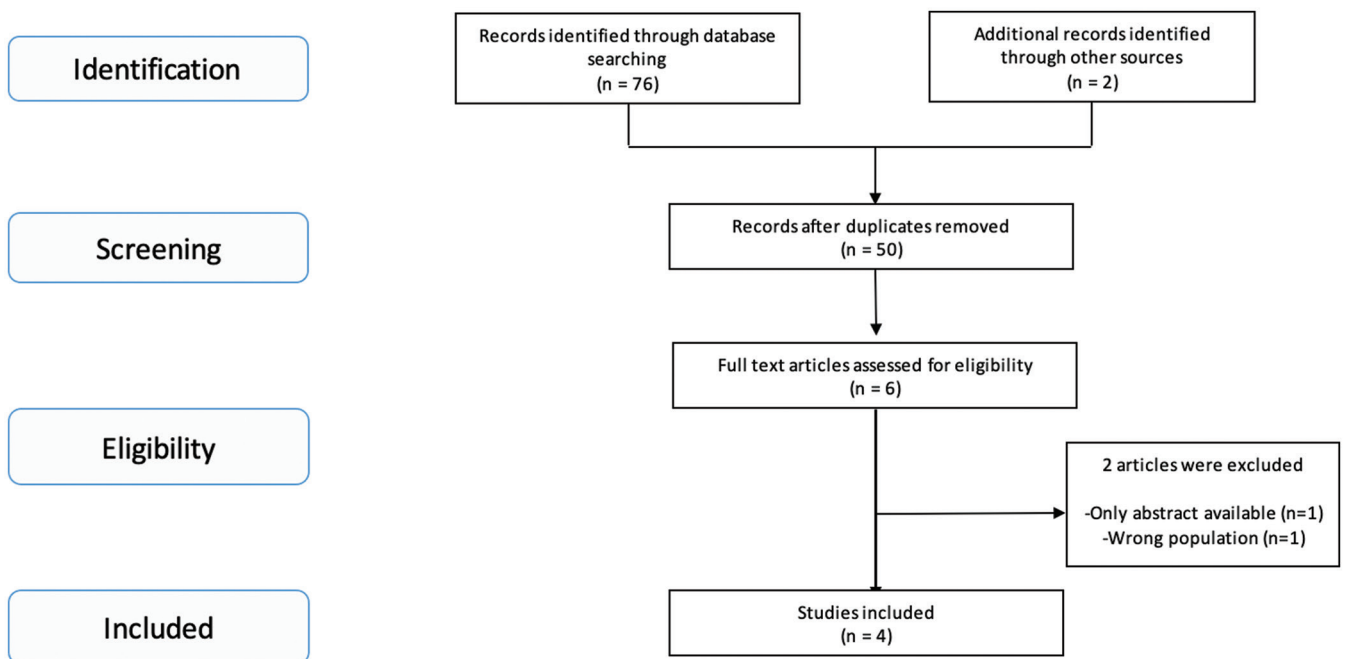 Identification
Records identified through database
searching
(n = 76)
Additional records identified
through other sources
(n = 2)
Screening
Records after duplicates removed
(n = 50)
Full text articles assessed for eligibility
(n = 6)
Eligibility
2 articles were excluded
-Only abstract available (n=1)
-Wrong population (n=1)
Included
Studies included
(n = 4)